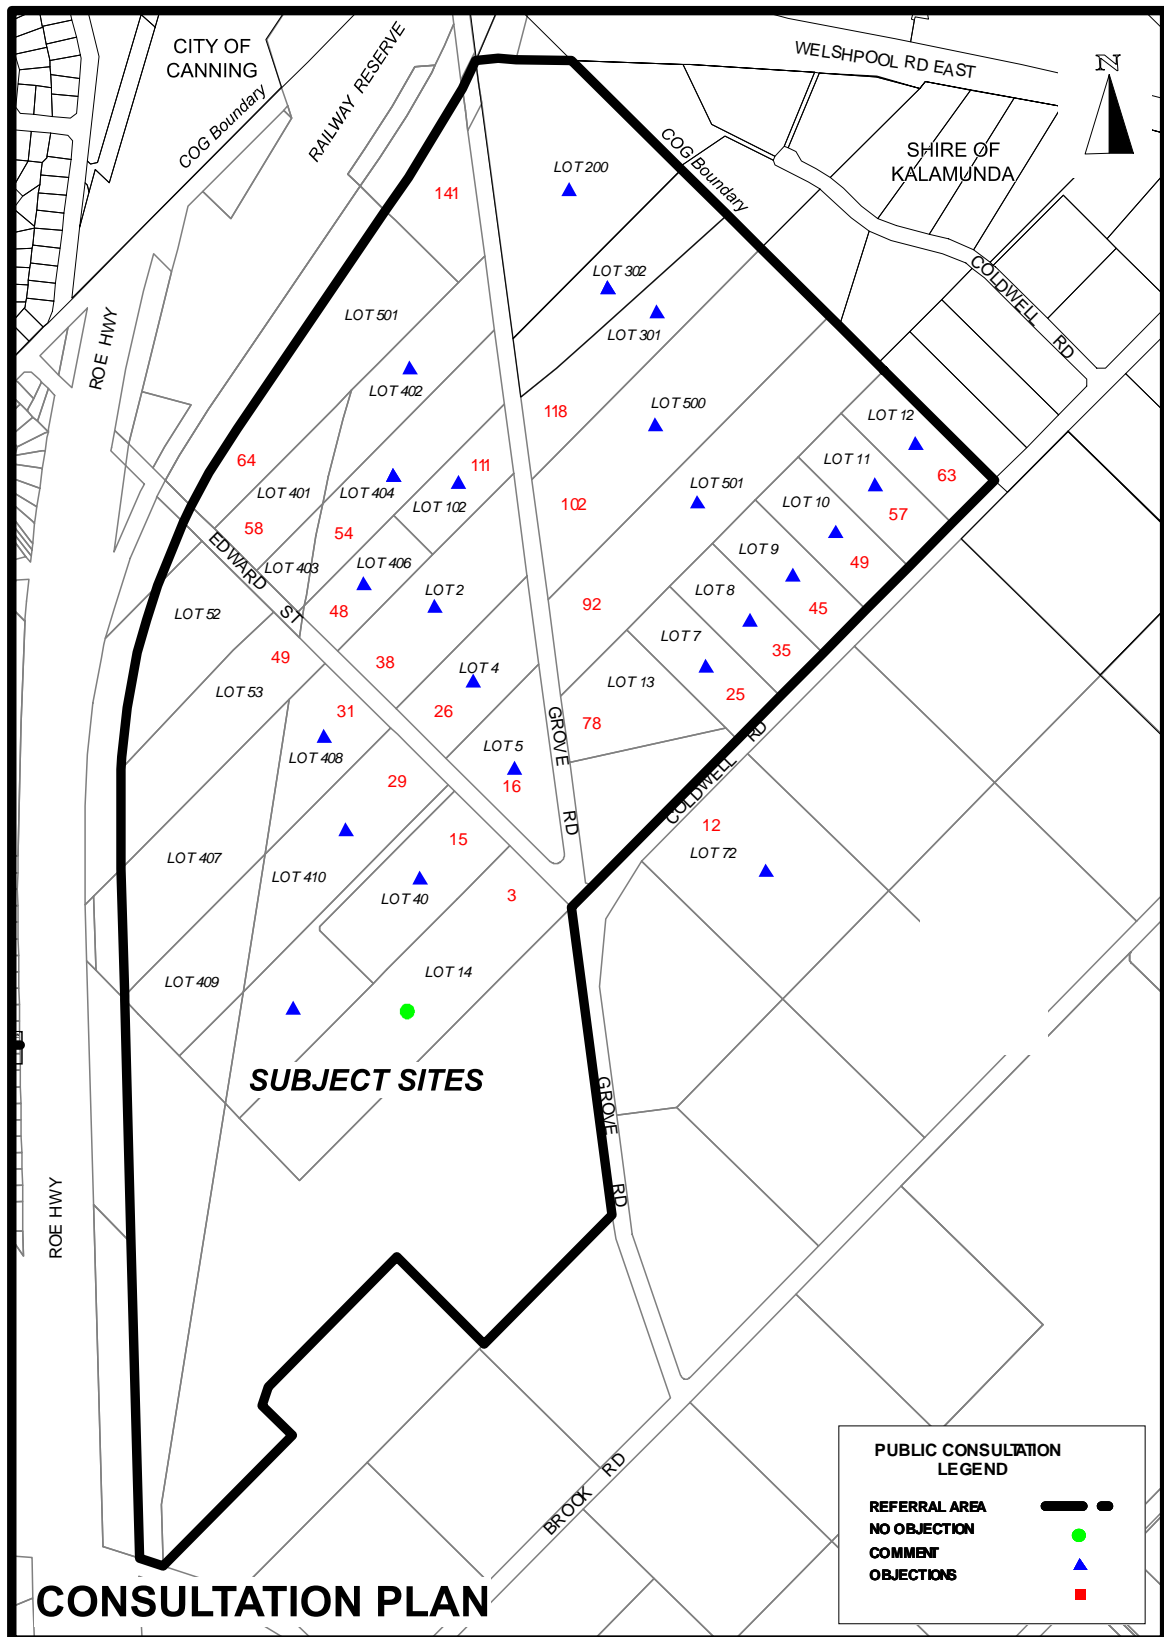 CITY OF
CANNING
COG Boundary
RAILWAY RESERVE
WELSHPOOL RD EAST
N
SHIRE OF
KALAMUNDA
COG Boundary
COLDWELL RD
LOT 200
141
LOT 302
LOT 301
LOT 501
ROE HWY
LOT 402
118
LOT 500
LOT 12
64
111
LOT 11
63
LOT 401
LOT 404
LOT 102
LOT 501
102
LOT 10
57
58
54
EDWARD ST
LOT 403
LOT 406
LOT 9
49
LOT 52
48
LOT 2
92
LOT 8
45
49
38
LOT 7
35
LOT 53
LOT 4
LOT 13
25
31
26
78
GROVE RD
LOT 408
LOT 5
29
16
COLDWELL RD
15
12
LOT 72
LOT 407
LOT 410
LOT 40
3
LOT 409
LOT 14
SUBJECT SITES
GROVE RD
ROE HWY
BROOK RD
PUBLIC CONSULTATION
LEGEND
REFERRAL AREA
NO OBJECTION
COMMENT
OBJECTIONS
CONSULTATION PLAN